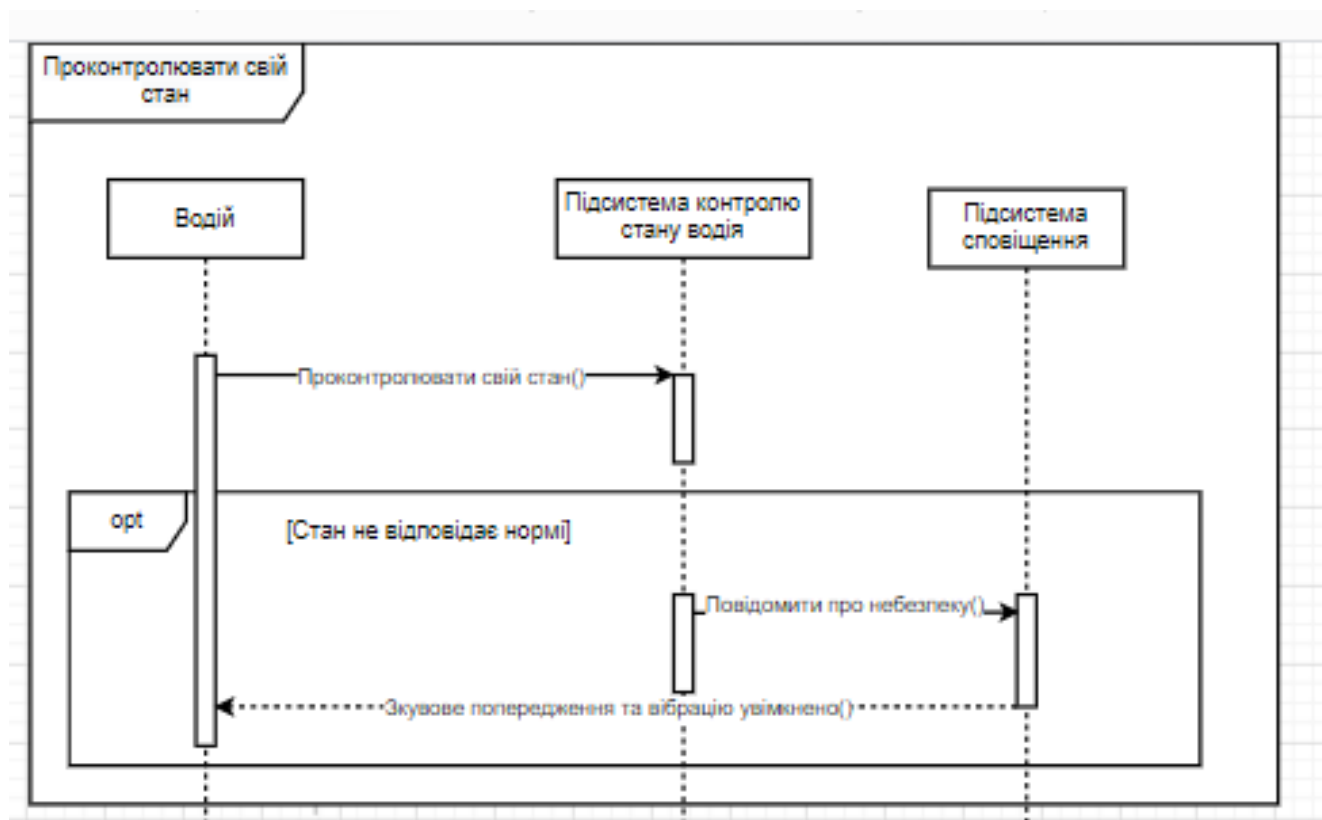 Проконтролювати свій
стан
Водій
Підсистема контролю
стану водія
Підсистема
сповіщення
Проконтролювати свій стан()
opt
[Стан не відповідає нормі]
Повідомити про небезпеку()
Зкувове попередження та вібрацію увімкнено()